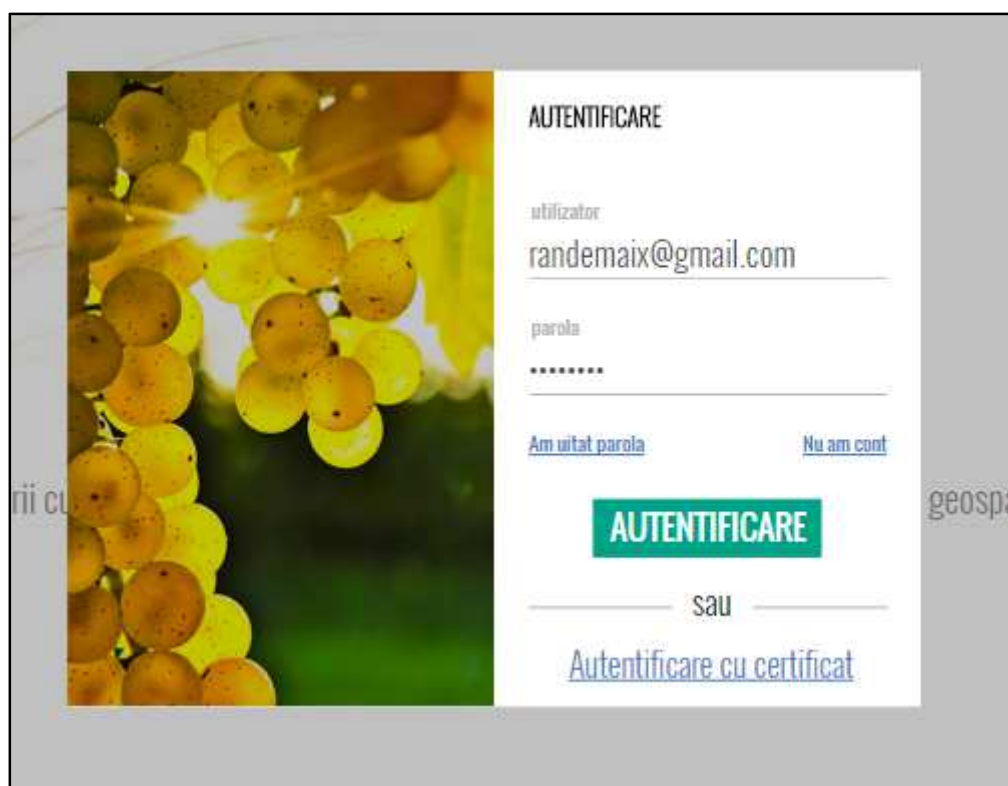 AUTENTIFICARE
utilizator
randemaix@gmail.com
parola
••••••••
Am uitat parola Nu am cont
AUTENTIFICARE
sau
Autentificare cu certificat